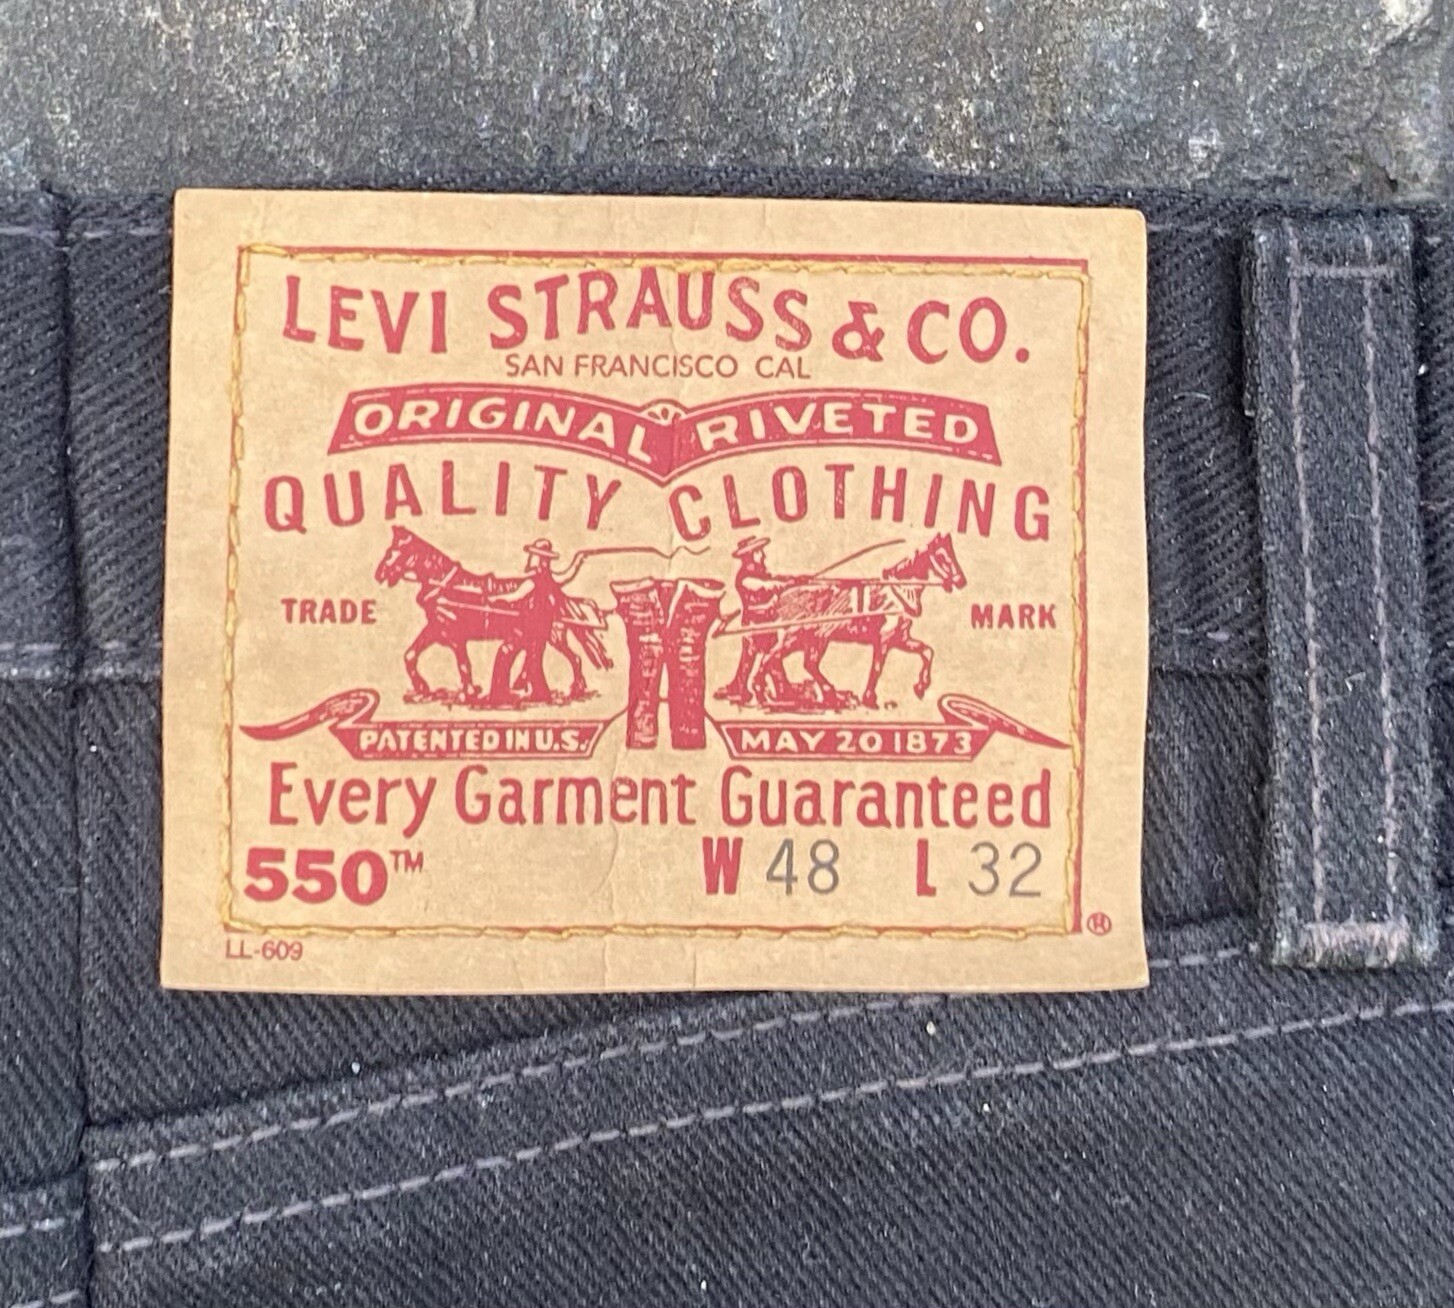 LEVI STRAUSS & CO.
SAN FRANCISCO CAL
ORIGINAL RIVETED
QUALITY CLOTHING
TRADE MARK
PATENTED IN U.S. MAY 20 1873
Every Garment Guaranteed
550™ W 48 L 32
LL-609 ®